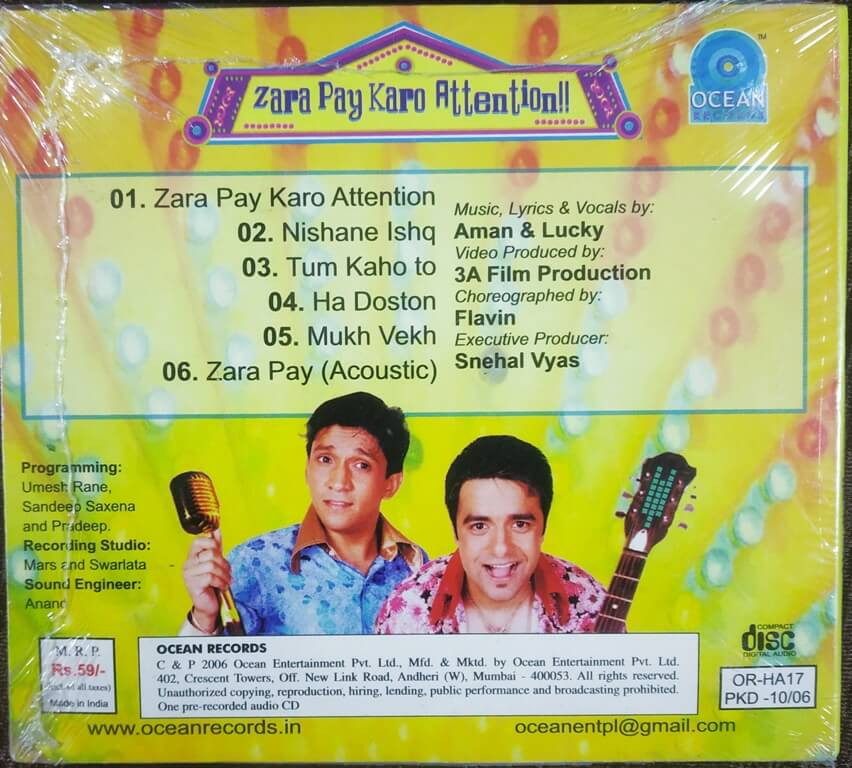 Zara Pay Karo Attention!!
TM
OCEAN
RECORDS
01. Zara Pay Karo Attention
02. Nishane Ishq
03. Tum Kaho to
04. Ha Doston
05. Mukh Vekh
06. Zara Pay (Acoustic)
Music, Lyrics & Vocals by:
Aman & Lucky
Video Produced by:
3A Film Production
Choreographed by:
Flavin
Executive Producer:
Snehal Vyas
Programming:
Umesh Rane,
Sandeep Saxena
and Pradeep.
Recording Studio:
Mars and Swarlata
Sound Engineer:
Anand
M. R. P.
Rs.59/-
(incl. of all taxes)
Made in India
OCEAN RECORDS
C & P 2006 Ocean Entertainment Pvt. Ltd., Mfd. & Mktd. by Ocean Entertainment Pvt. Ltd.
402, Crescent Towers, Off. New Link Road, Andheri (W), Mumbai - 400053. All rights reserved.
Unauthorized copying, reproduction, hiring, lending, public performance and broadcasting prohibited.
One pre-recorded audio CD
COMPACT
disc
DIGITAL AUDIO
OR-HA17
PKD -10/06
www.oceanrecords.in
oceanentpl@gmail.com